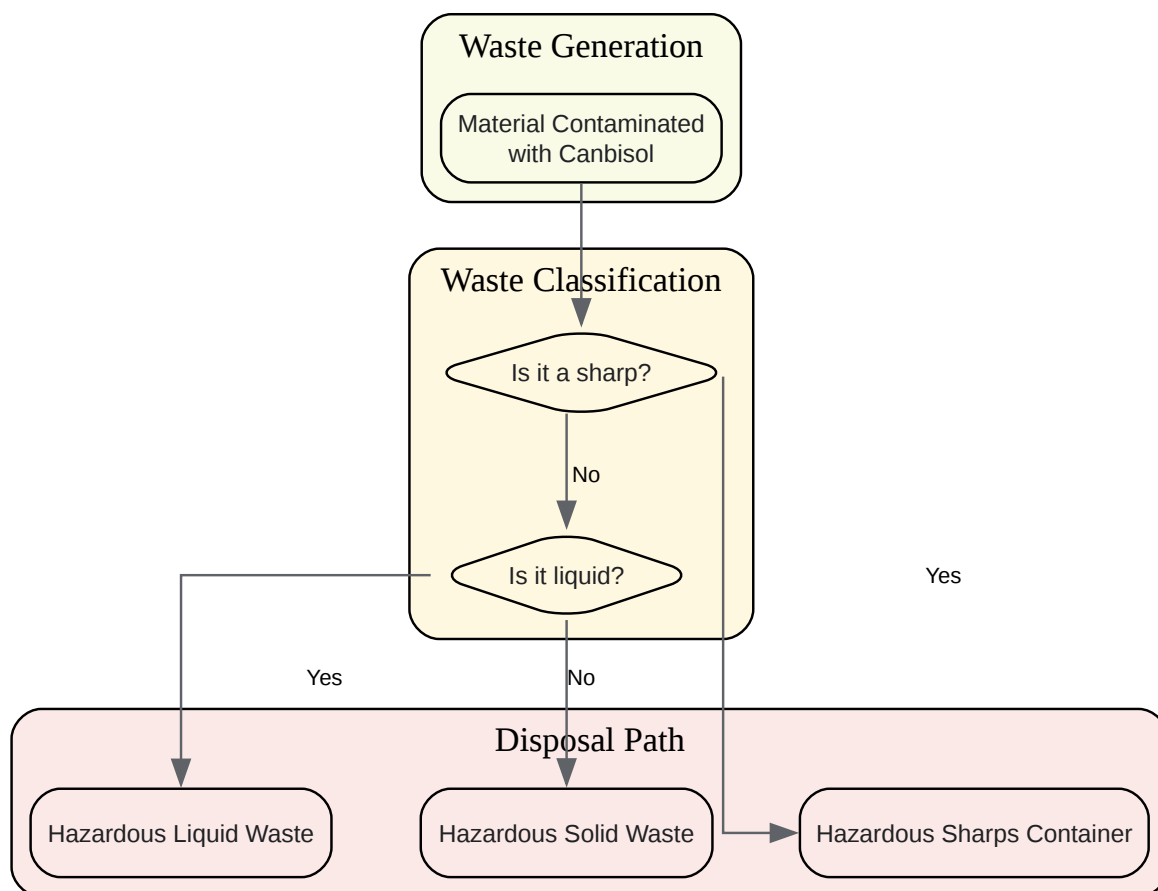 Waste Generation
Material Contaminated
with Canbisol
Waste Classification
Is it a sharp?
No
Is it liquid?
Yes
Yes
No
Disposal Path
Hazardous Liquid Waste
Hazardous Solid Waste
Hazardous Sharps Container